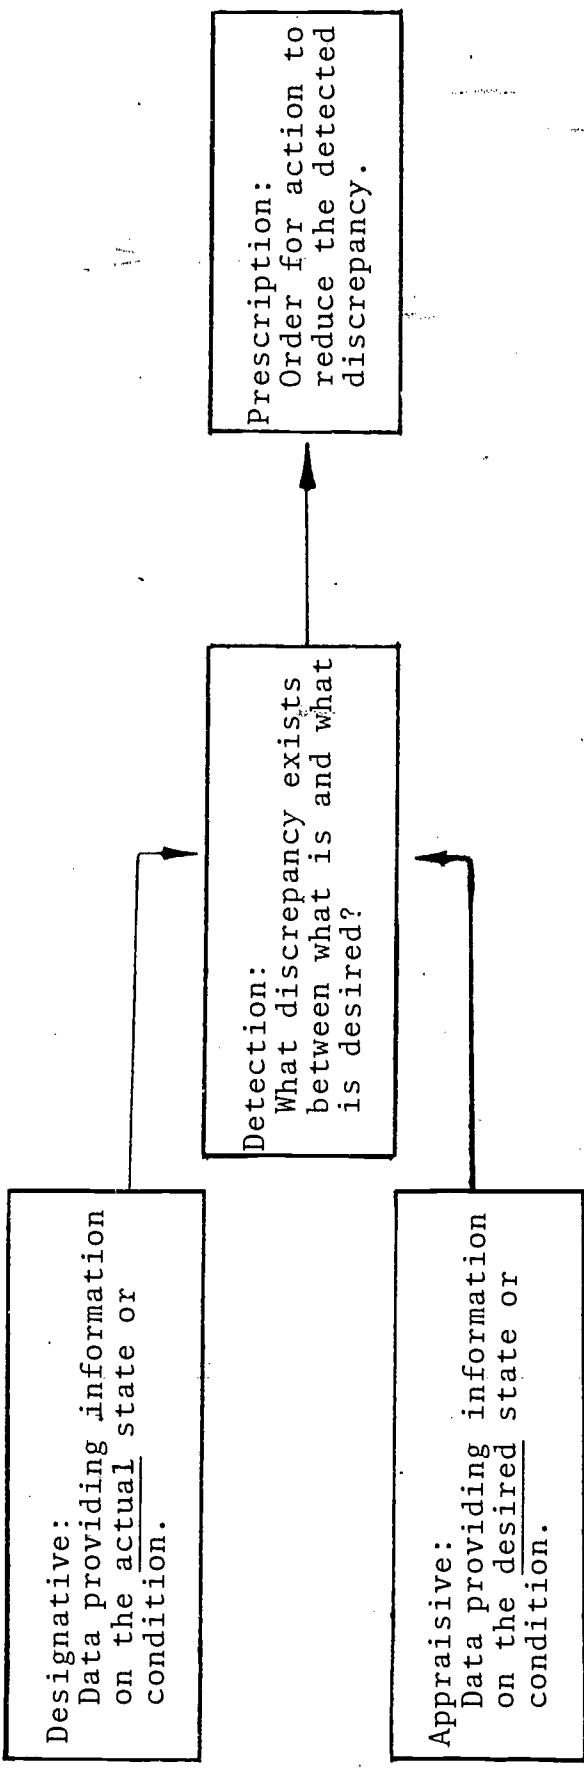 Designative:
Data providing information
on the actual state or
condition.
Appraisive:
Data providing information
on the desired state or
condition.
Detection:
What discrepancy exists
between what is and what
is desired?
Prescription:
Order for action to
reduce the detected
discrepancy.